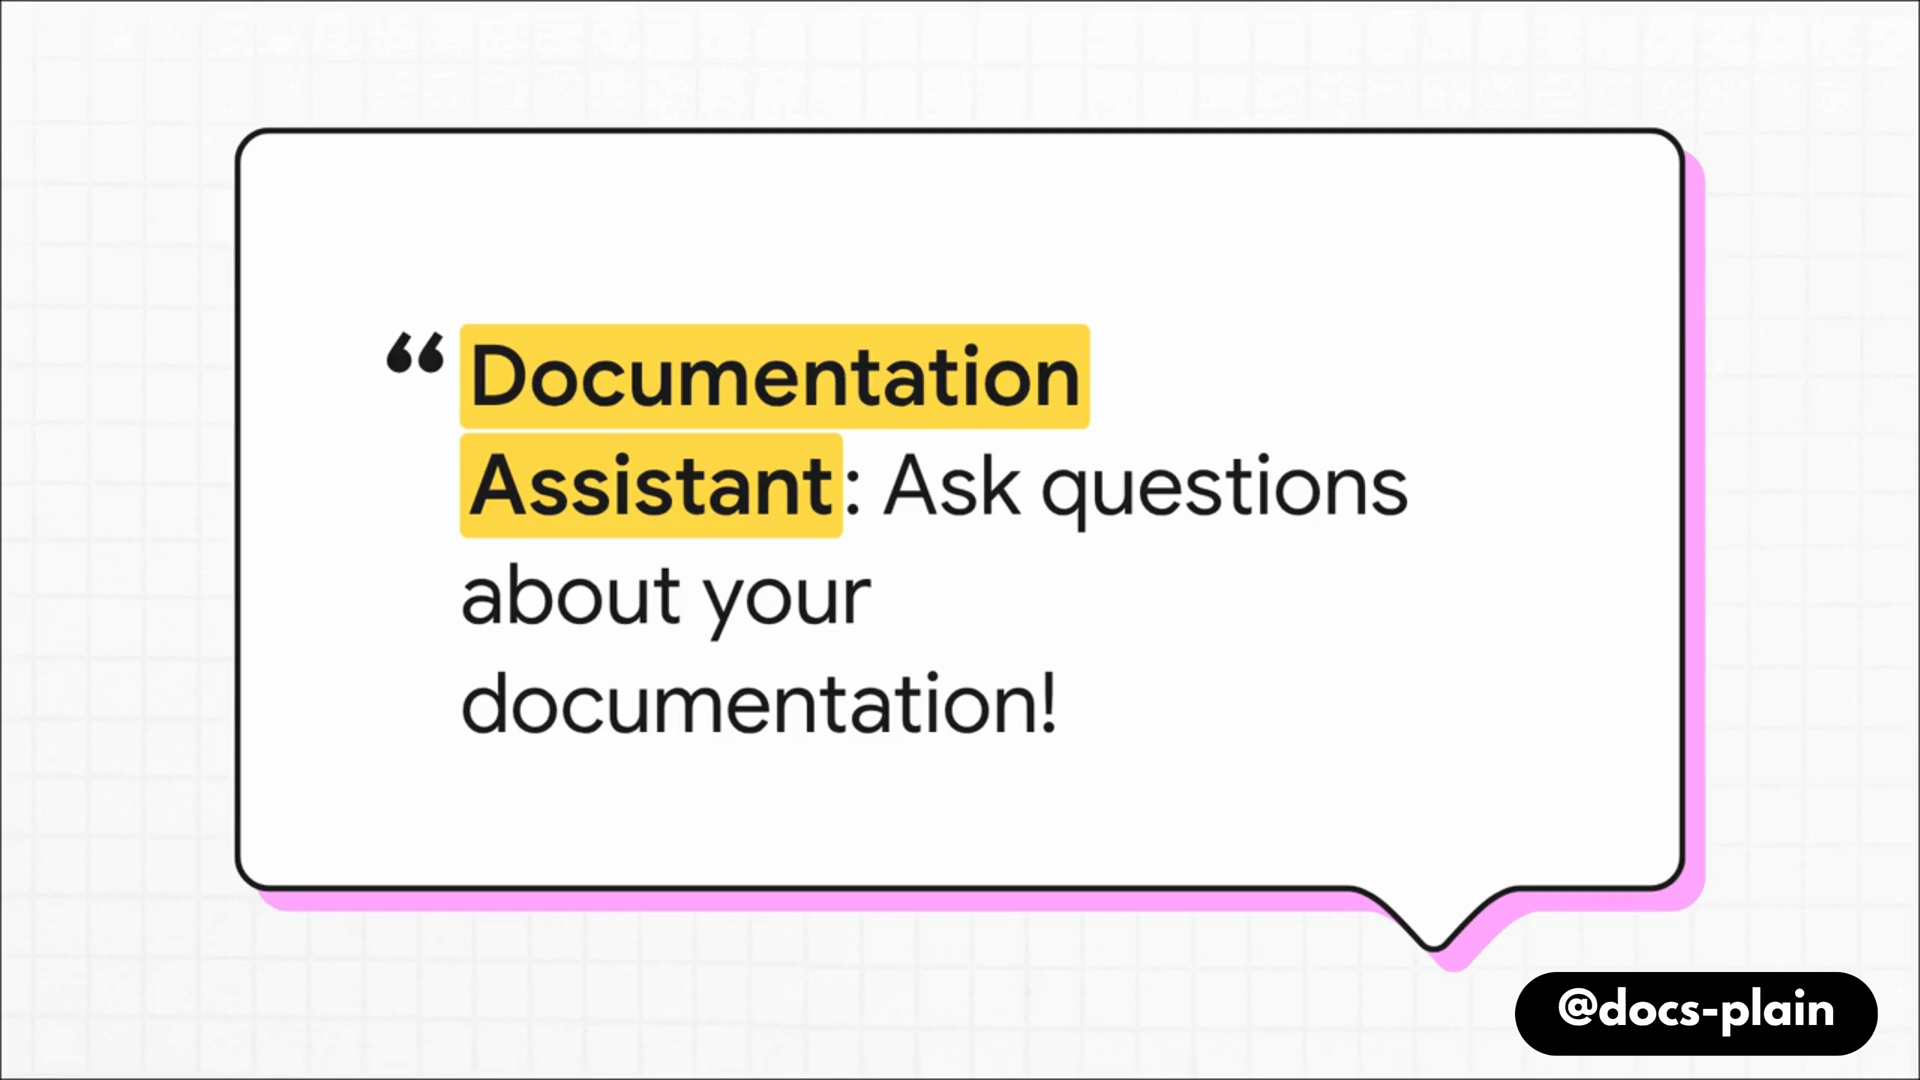 “Documentation
Assistant: Ask questions
about your
documentation!
@docs-plain